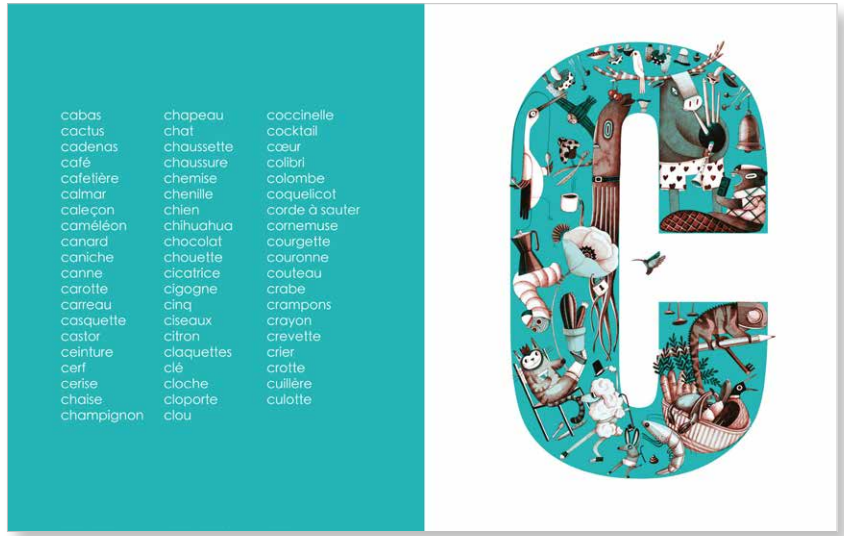 cabas
cactus
cadenas
café
cafetière
calmar
caleçon
caméléon
canard
caniche
canne
carotte
carreau
casquette
castor
ceinture
cerf
cerise
chaise
champignon
chapeau
chat
chaussette
chaussure
chemise
chenille
chien
chihuahua
chocolat
chouette
cicatrice
cigogne
cinq
ciseaux
citron
claquettes
clé
cloche
cloporte
clou
coccinelle
cocktail
cœur
colibri
colombe
coquelicot
corde à sauter
cornemuse
courgette
couronne
couteau
crabe
crampons
crayon
crevette
crier
crotte
cuillère
culotte
C